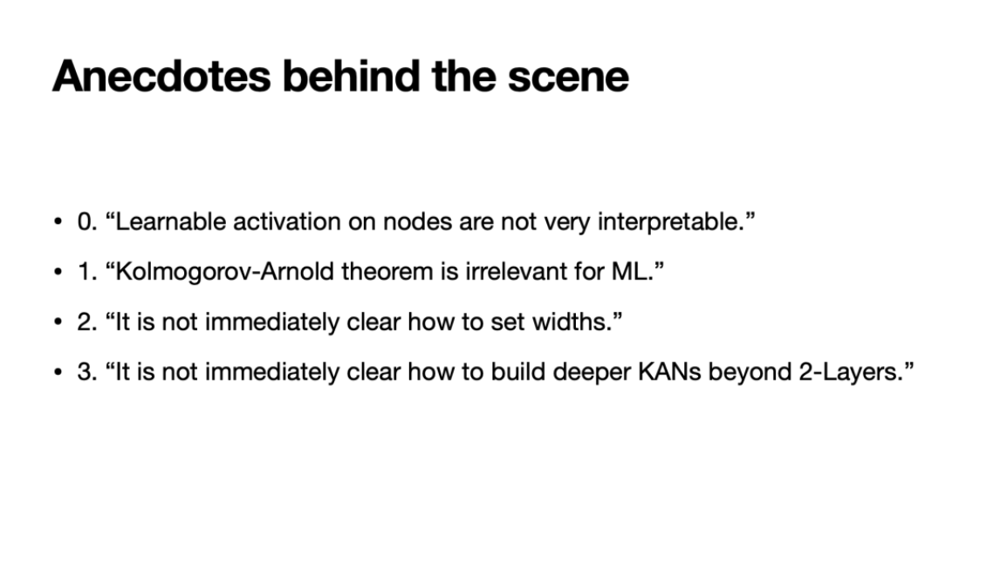 Anecdotes behind the scene
• 0. “Learnable activation on nodes are not very interpretable.”
• 1. “Kolmogorov-Arnold theorem is irrelevant for ML.”
• 2. “It is not immediately clear how to set widths.”
• 3. “It is not immediately clear how to build deeper KANs beyond 2-Layers.”